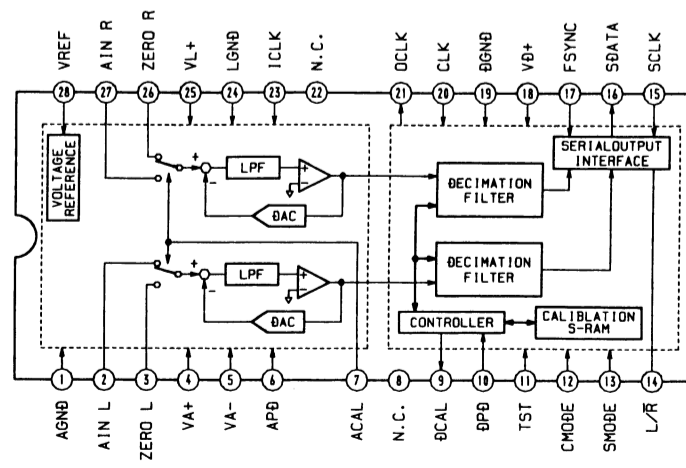 VREF
AIN R
ZERO R
VL+
LGND
ICLK
N.C.
OCLK
CLK
DGND
VD+
FSYNC
SDATA
SCLK
28
27
26
25
24
23
22
21
20
19
18
17
16
15
VOLTAGE
REFERENCE
+
-
LPF
+
-
DAC
DECIMATION
FILTER
SERIALOUTPUT
INTERFACE
+
-
LPF
+
-
DAC
DECIMATION
FILTER
CONTROLLER
CALIBLATION
S-RAM
1
2
3
4
5
6
7
8
9
10
11
12
13
14
AGND
AIN L
ZERO L
VA+
VA-
APD
ACAL
N.C.
DCAL
DPD
TST
CMODE
SMODE
L/R̅